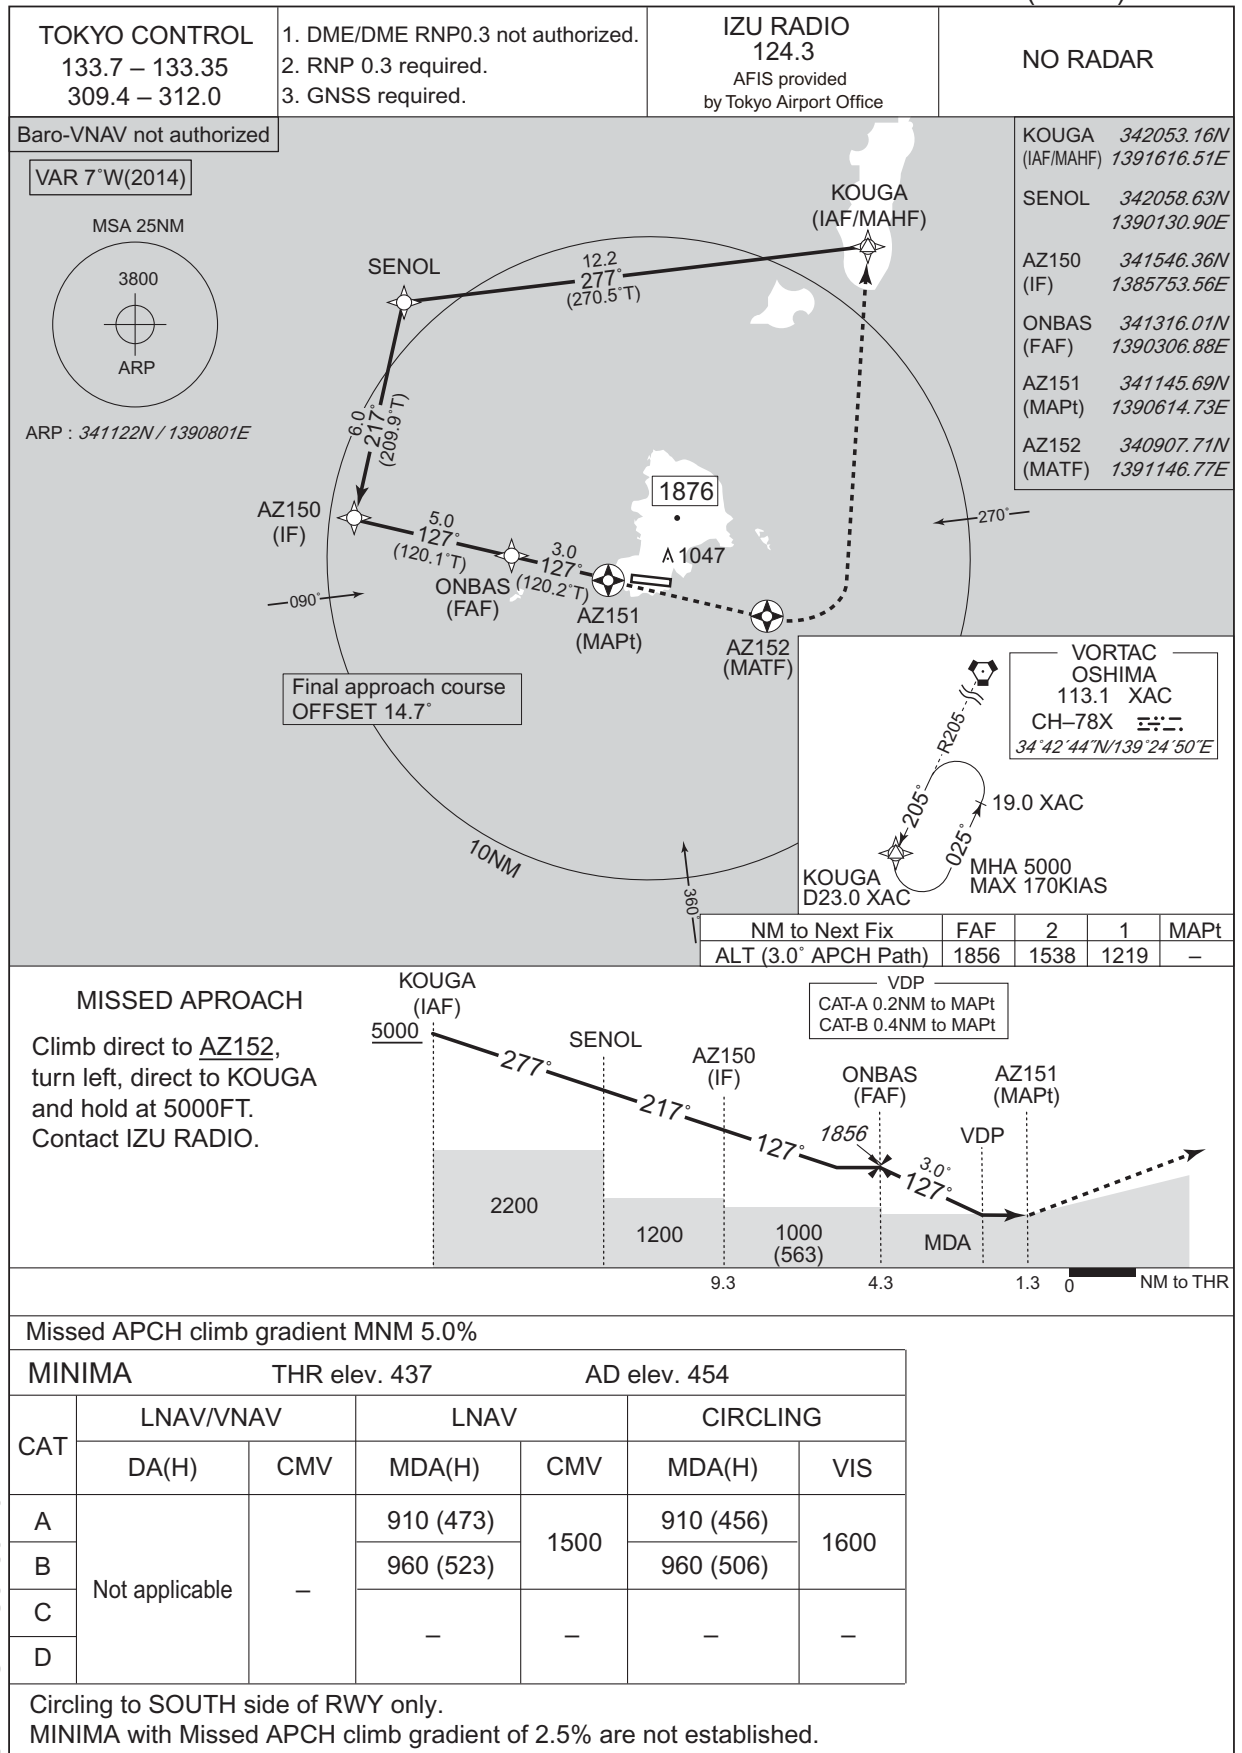 TOKYO CONTROL
133.7 – 133.35
309.4 – 312.0
1. DME/DME RNP0.3 not authorized.
2. RNP 0.3 required.
3. GNSS required.
IZU RADIO
124.3
AFIS provided
by Tokyo Airport Office
NO RADAR
Baro-VNAV not authorized
VAR 7˚W(2014)
MSA 25NM
3800
ARP
ARP : 341122N / 1390801E
KOUGA 342053.16N
(IAF/MAHF) 1391616.51E
SENOL 342058.63N
1390130.90E
AZ150 341546.36N
(IF) 1385753.56E
ONBAS 341316.01N
(FAF) 1390306.88E
AZ151 341145.69N
(MAPt) 1390614.73E
AZ152 340907.71N
(MATF) 1391146.77E
KOUGA
(IAF/MAHF)
SENOL
12.2
277˚
(270.5˚T)
6.0
217˚
(209.9˚T)
AZ150
(IF)
5.0
127˚
(120.1˚T)
ONBAS
(FAF)
3.0
127˚
(120.2˚T)
AZ151
(MAPt)
1876
1047
AZ152
(MATF)
270˚
090˚
360˚
10NM
Final approach course
OFFSET 14.7˚
VORTAC
OSHIMA
113.1 XAC
CH–78X
34˚42´44˝N/139˚24´50˝E
R205
205˚
025˚
19.0 XAC
KOUGA
D23.0 XAC
MHA 5000
MAX 170KIAS
NM to Next Fix FAF 2 1 MAPt
ALT (3.0˚ APCH Path) 1856 1538 1219 –
MISSED APROACH
Climb direct to AZ152,
turn left, direct to KOUGA
and hold at 5000FT.
Contact IZU RADIO.
VDP
CAT-A 0.2NM to MAPt
CAT-B 0.4NM to MAPt
KOUGA
(IAF)
5000
277˚
SENOL
217˚
AZ150
(IF)
127˚
1856
ONBAS
(FAF)
3.0˚
127˚
VDP
AZ151
(MAPt)
2200
1200
1000
(563)
MDA
9.3 4.3 1.3 0 NM to THR
Missed APCH climb gradient MNM 5.0%
MINIMA THR elev. 437 AD elev. 454
CAT LNAV/VNAV LNAV CIRCLING
DA(H) CMV MDA(H) CMV MDA(H) VIS
A 910 (473) 910 (456)
1500 1600
B 960 (523) 960 (506)
Not applicable –
C
– – – –
D
Circling to SOUTH side of RWY only.
MINIMA with Missed APCH climb gradient of 2.5% are not established.